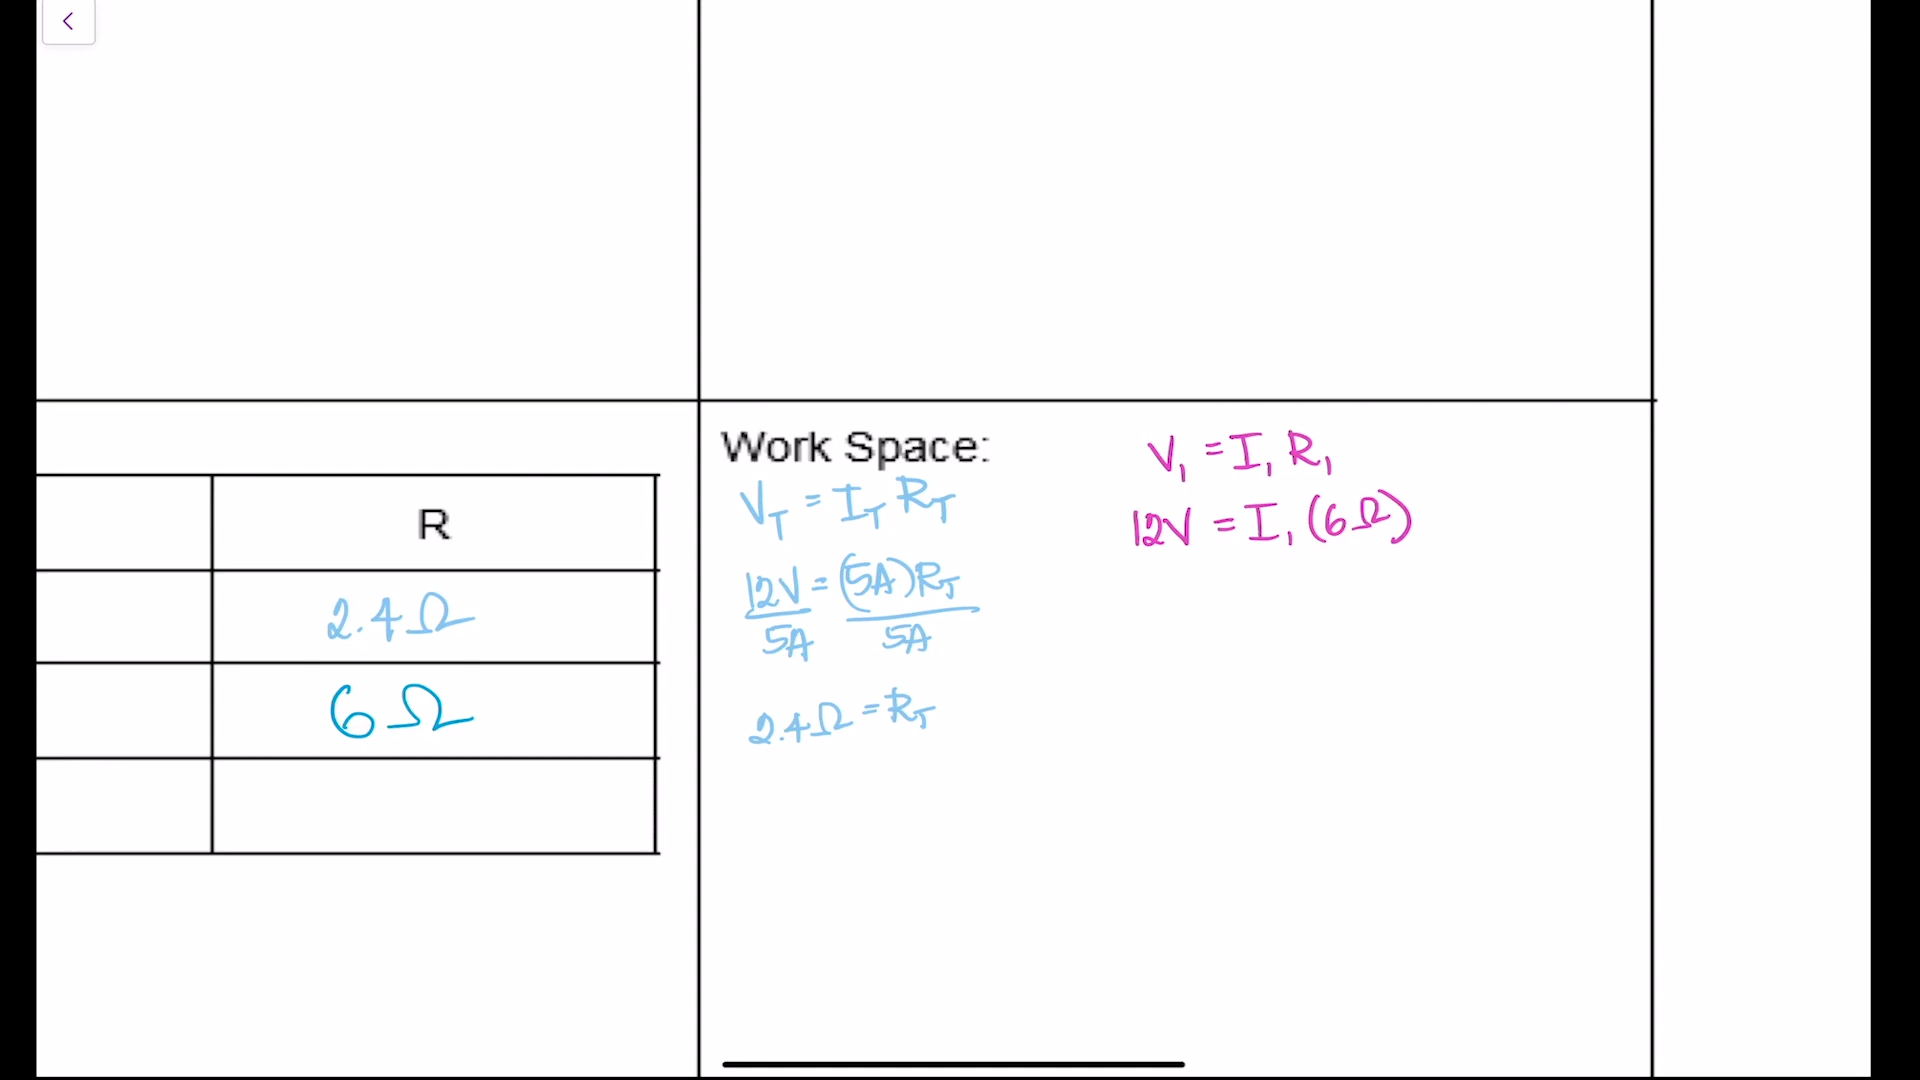 R
2.4Ω
6Ω
Work Space:
V_T = I_T R_T
12V = (5A)R_T
5A 5A
2.4Ω = R_T
V₁ = I₁ R₁
12V = I₁ (6Ω)